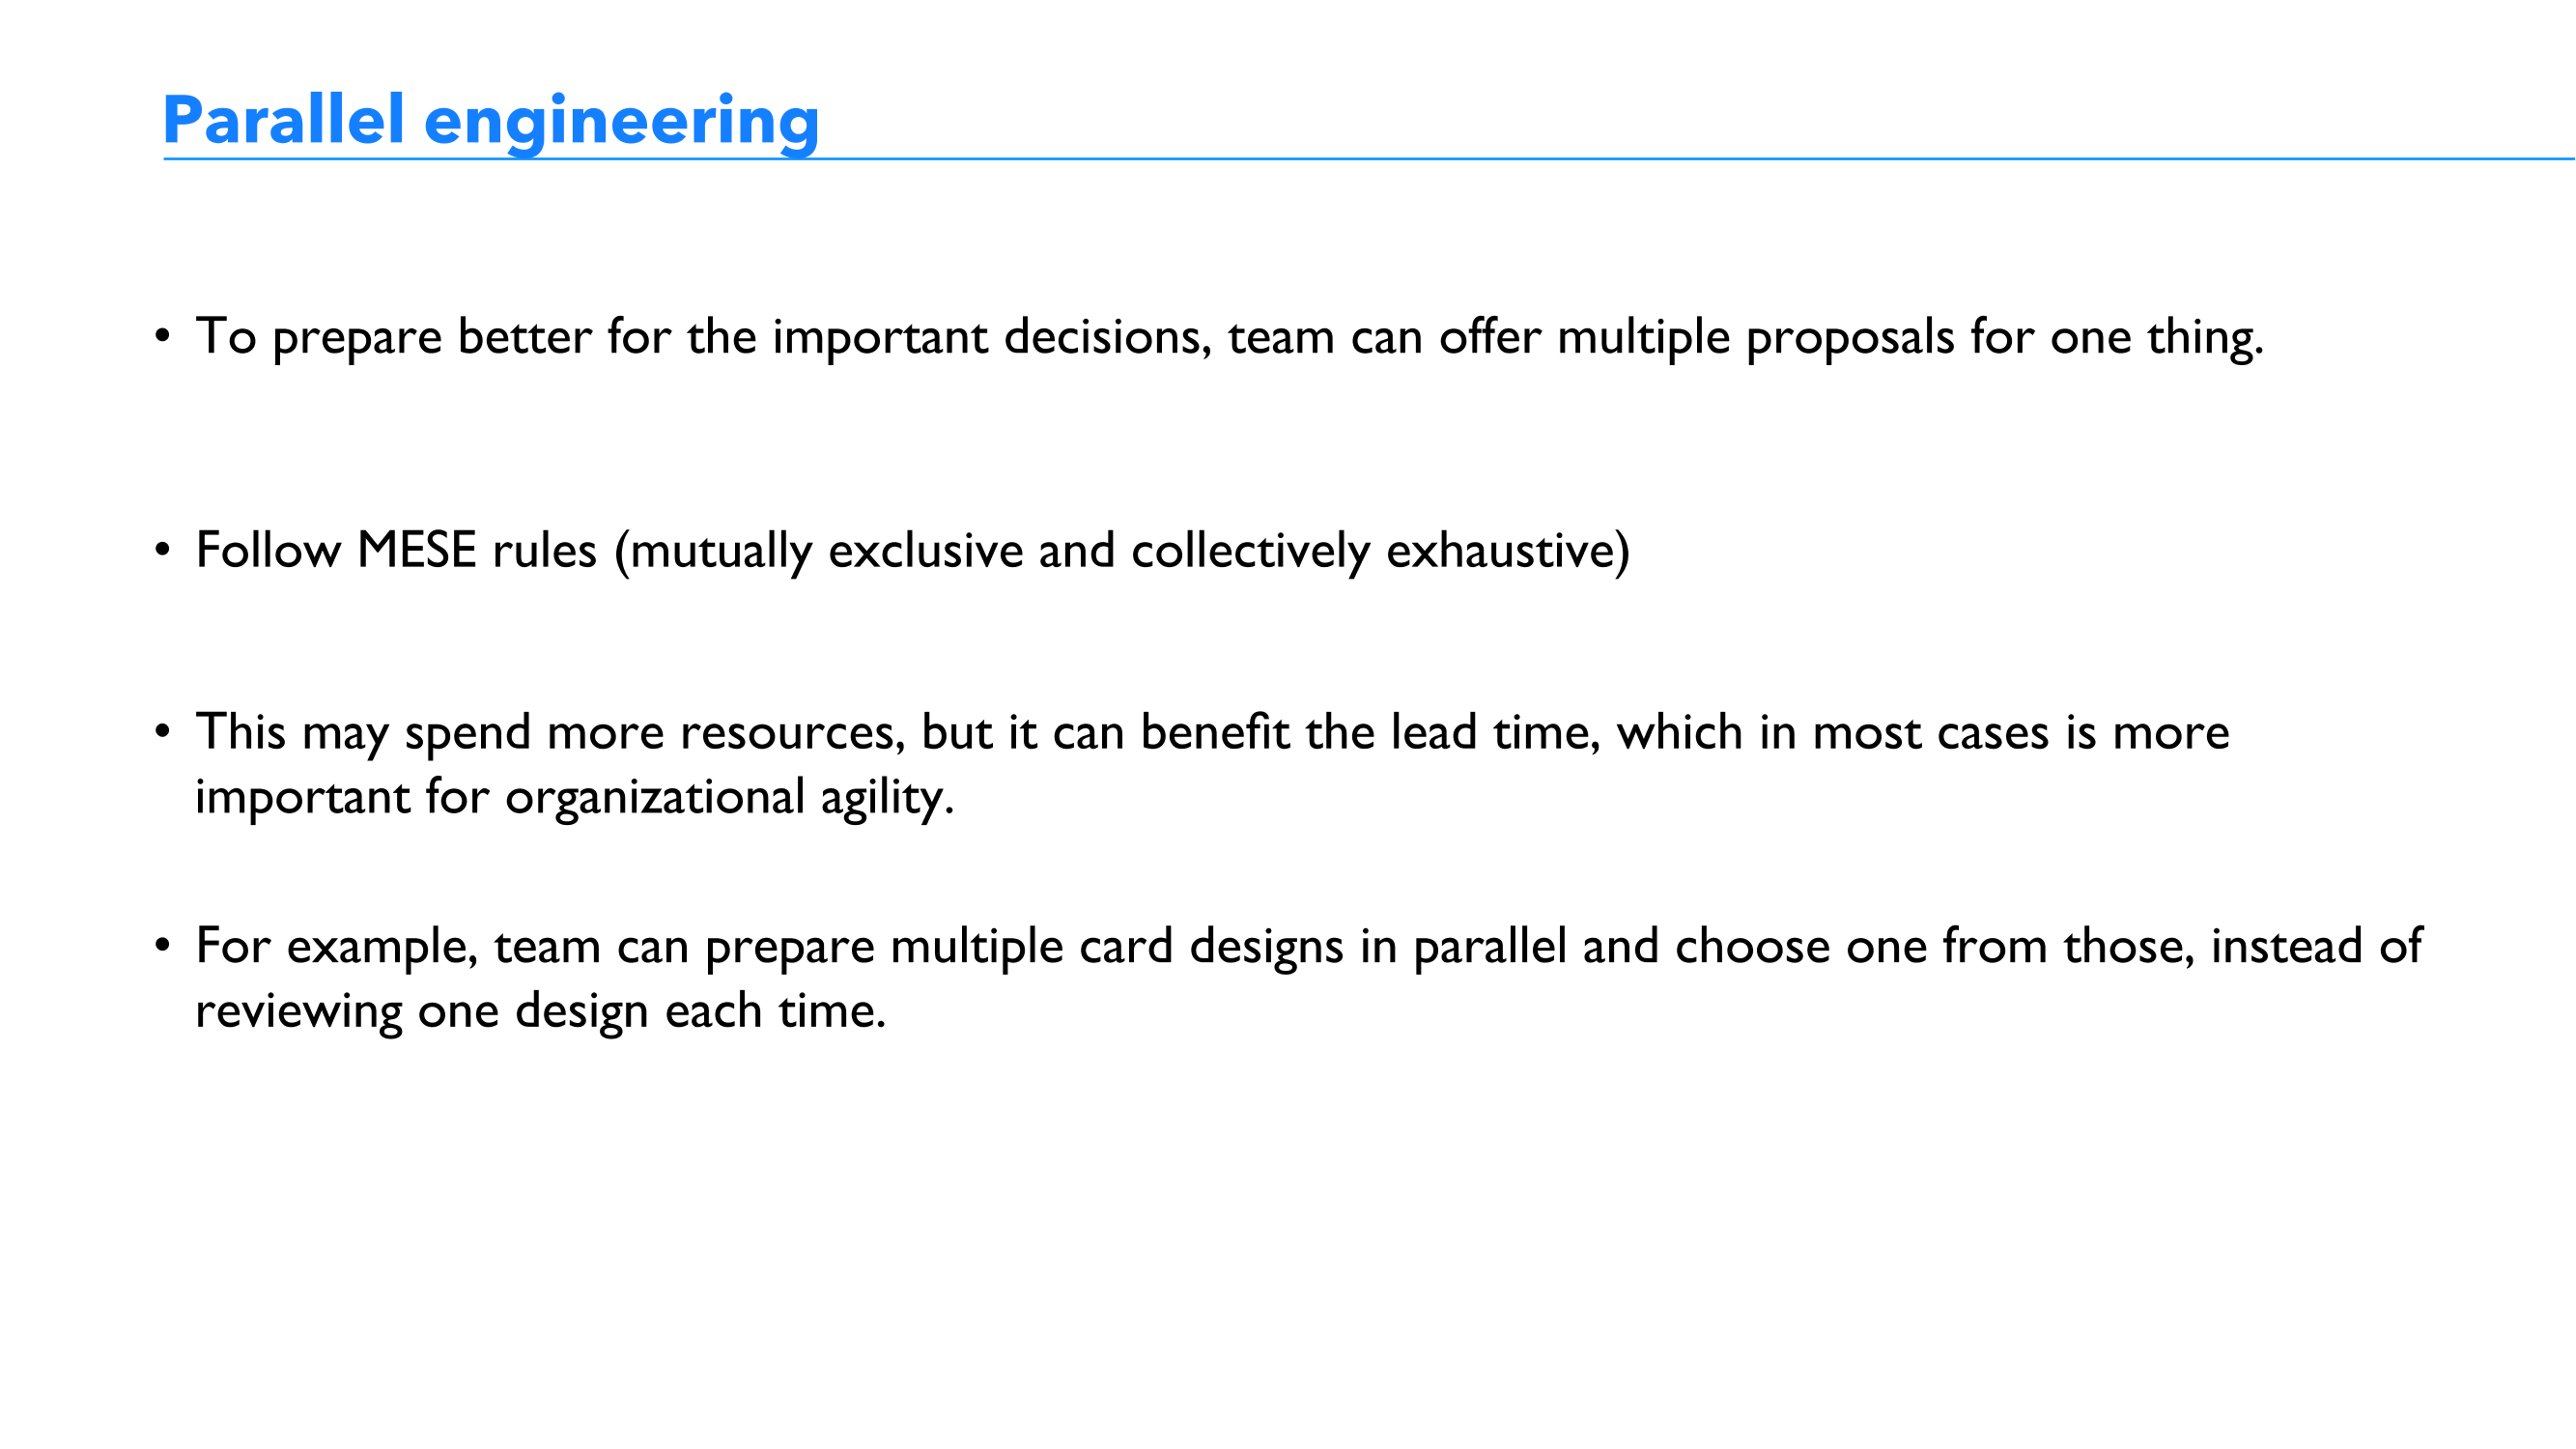 Parallel engineering
• To prepare better for the important decisions, team can offer multiple proposals for one thing.
• Follow MESE rules (mutually exclusive and collectively exhaustive)
• This may spend more resources, but it can benefit the lead time, which in most cases is more
important for organizational agility.
• For example, team can prepare multiple card designs in parallel and choose one from those, instead of
reviewing one design each time.